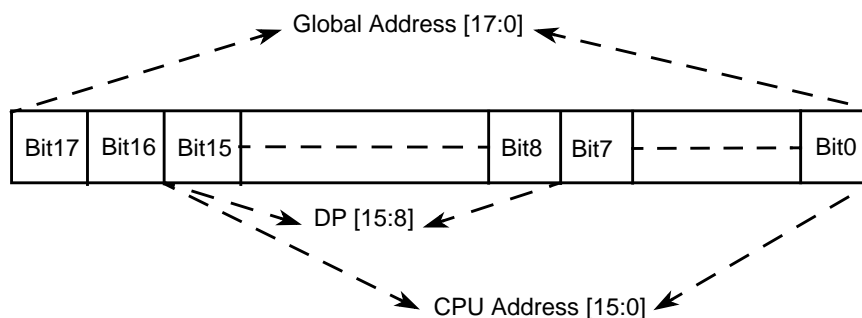 Global Address [17:0]
Bit17 Bit16 Bit15 Bit8 Bit7 Bit0
DP [15:8]
CPU Address [15:0]